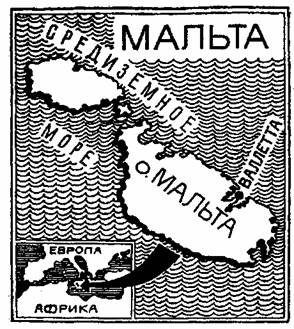 МАЛЬТА
СРЕДИЗЕМНОЕ
МОРЕ
О. МАЛЬТА
ВАЛЛЕТТА
ЕВРОПА
АФРИКА